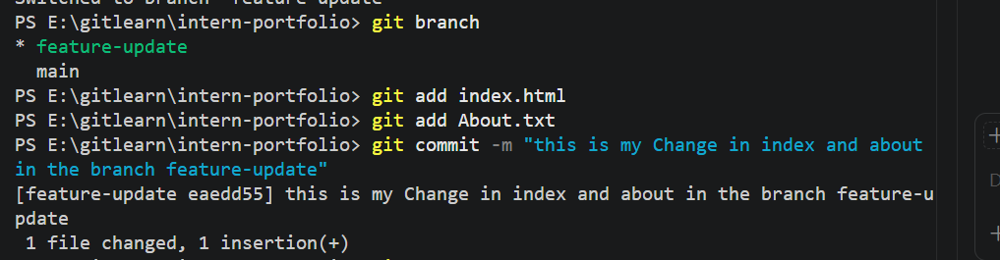 Switched to branch 'feature-update'
PS E:\gitlearn\intern-portfolio> git branch
* feature-update
  main
PS E:\gitlearn\intern-portfolio> git add index.html
PS E:\gitlearn\intern-portfolio> git add About.txt
PS E:\gitlearn\intern-portfolio> git commit -m "this is my Change in index and about
in the branch feature-update"
[feature-update eaedd55] this is my Change in index and about in the branch feature-u
pdate
 1 file changed, 1 insertion(+)